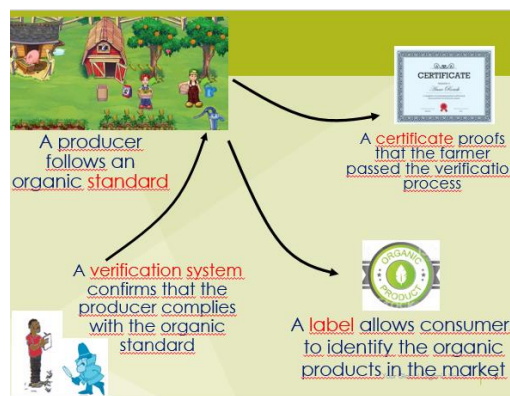 CERTIFICATE
A producer
follows an
organic standard
A certificate proofs
that the farmer
passed the verificatio
process
A verification system
confirms that the
producer complies
with the organic
standard
ORGANIC
PRODUCT
A label allows consumer
to identify the organic
products in the market